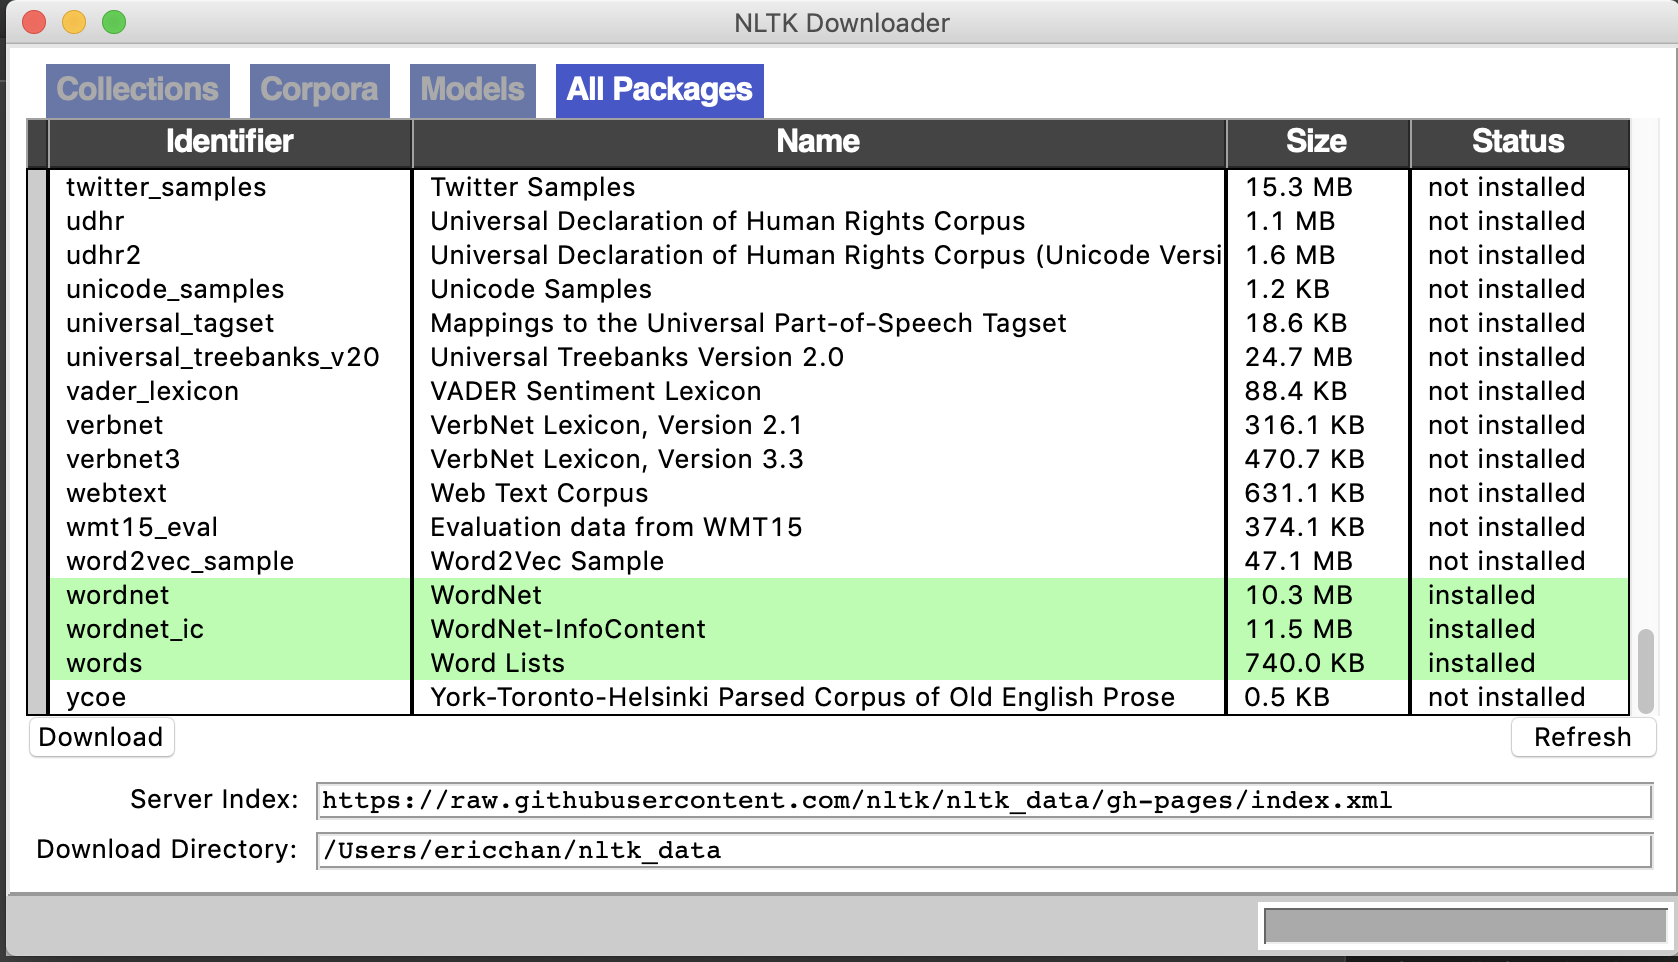 NLTK Downloader
Collections Corpora Models All Packages
Identifier Name Size Status
twitter_samples Twitter Samples 15.3 MB not installed
udhr Universal Declaration of Human Rights Corpus 1.1 MB not installed
udhr2 Universal Declaration of Human Rights Corpus (Unicode Versi 1.6 MB not installed
unicode_samples Unicode Samples 1.2 KB not installed
universal_tagset Mappings to the Universal Part-of-Speech Tagset 18.6 KB not installed
universal_treebanks_v20 Universal Treebanks Version 2.0 24.7 MB not installed
vader_lexicon VADER Sentiment Lexicon 88.4 KB not installed
verbnet VerbNet Lexicon, Version 2.1 316.1 KB not installed
verbnet3 VerbNet Lexicon, Version 3.3 470.7 KB not installed
webtext Web Text Corpus 631.1 KB not installed
wmt15_eval Evaluation data from WMT15 374.1 KB not installed
word2vec_sample Word2Vec Sample 47.1 MB not installed
wordnet WordNet 10.3 MB installed
wordnet_ic WordNet-InfoContent 11.5 MB installed
words Word Lists 740.0 KB installed
ycoe York-Toronto-Helsinki Parsed Corpus of Old English Prose 0.5 KB not installed
Download Refresh
Server Index: https://raw.githubusercontent.com/nltk/nltk_data/gh-pages/index.xml
Download Directory: /Users/ericchan/nltk_data